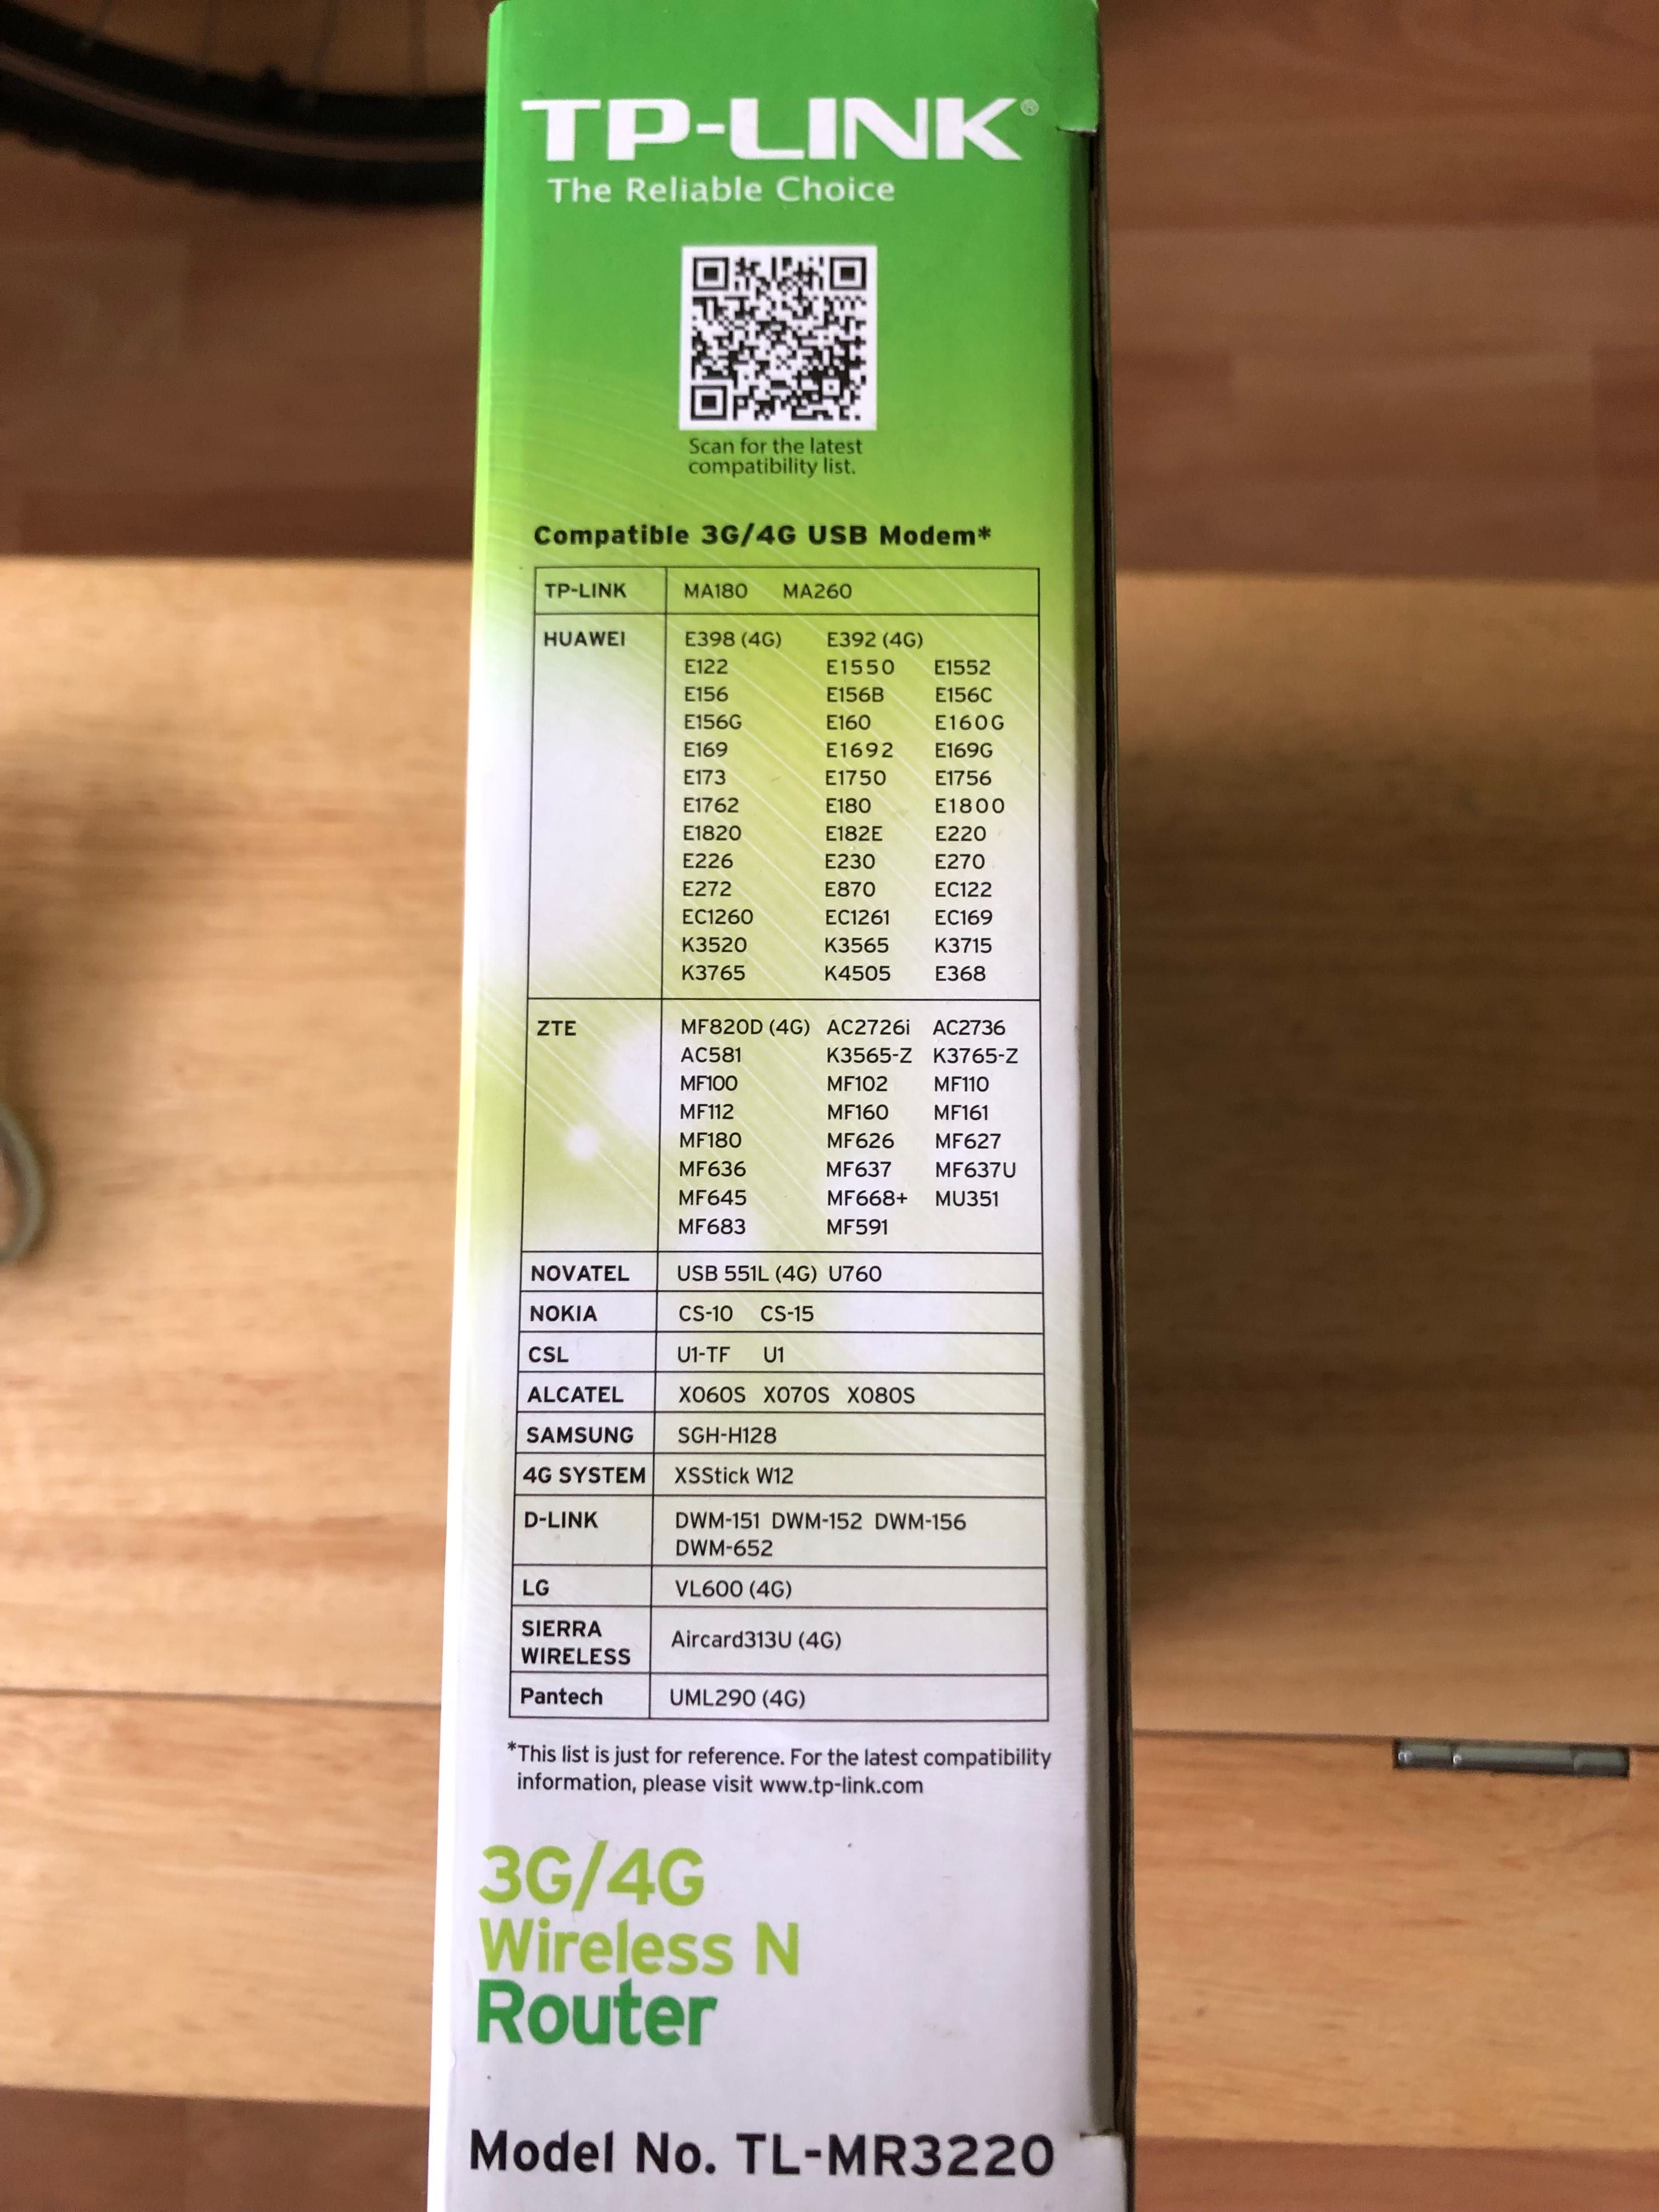 TP-LINK®
The Reliable Choice
Scan for the latest
compatibility list.
Compatible 3G/4G USB Modem*
TP-LINK MA180 MA260
HUAWEI E398 (4G) E392 (4G)
E122 E1550 E1552
E156 E156B E156C
E156G E160 E160G
E169 E1692 E169G
E173 E1750 E1756
E1762 E180 E1800
E1820 E182E E220
E226 E230 E270
E272 E870 EC122
EC1260 EC1261 EC169
K3520 K3565 K3715
K3765 K4505 E368
ZTE MF820D (4G) AC2726i AC2736
AC581 K3565-Z K3765-Z
MF100 MF102 MF110
MF112 MF160 MF161
MF180 MF626 MF627
MF636 MF637 MF637U
MF645 MF668+ MU351
MF683 MF591
NOVATEL USB 551L (4G) U760
NOKIA CS-10 CS-15
CSL U1-TF U1
ALCATEL X060S X070S X080S
SAMSUNG SGH-H128
4G SYSTEM XSStick W12
D-LINK DWM-151 DWM-152 DWM-156
DWM-652
LG VL600 (4G)
SIERRA
WIRELESS Aircard313U (4G)
Pantech UML290 (4G)
*This list is just for reference. For the latest compatibility
information, please visit www.tp-link.com
3G/4G
Wireless N
Router
Model No. TL-MR3220